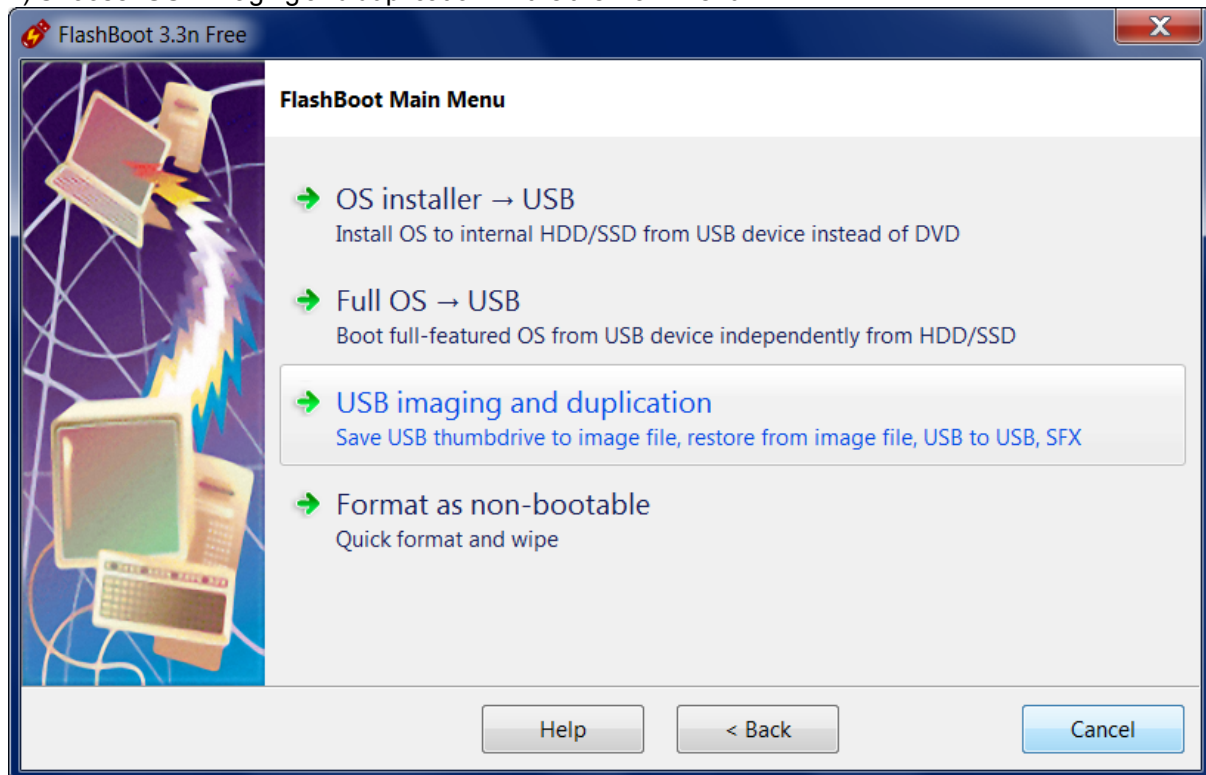 FlashBoot 3.3n Free
FlashBoot Main Menu
OS installer → USB
Install OS to internal HDD/SSD from USB device instead of DVD
Full OS → USB
Boot full-featured OS from USB device independently from HDD/SSD
USB imaging and duplication
Save USB thumbdrive to image file, restore from image file, USB to USB, SFX
Format as non-bootable
Quick format and wipe
Help
< Back
Cancel